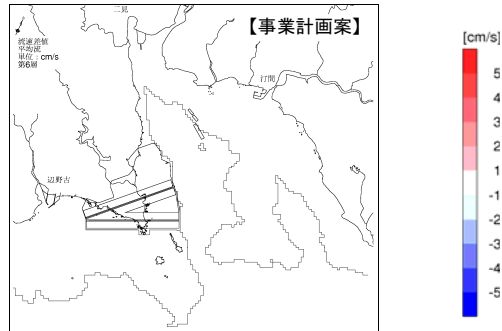 二見
【事業計画案】
流速差値
平均流
単位：cm/s
第6層
汀間
辺野古
[cm/s]
5
4
3
2
1
-1
-2
-3
-4
-5